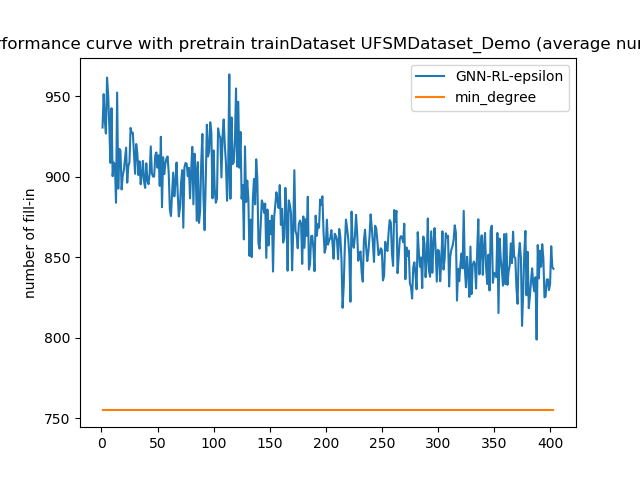 rformance curve with pretrain trainDataset UFSMDataset_Demo (average nur
GNN-RL-epsilon
min_degree
number of fill-in
950
900
850
800
750
0 50 100 150 200 250 300 350 400